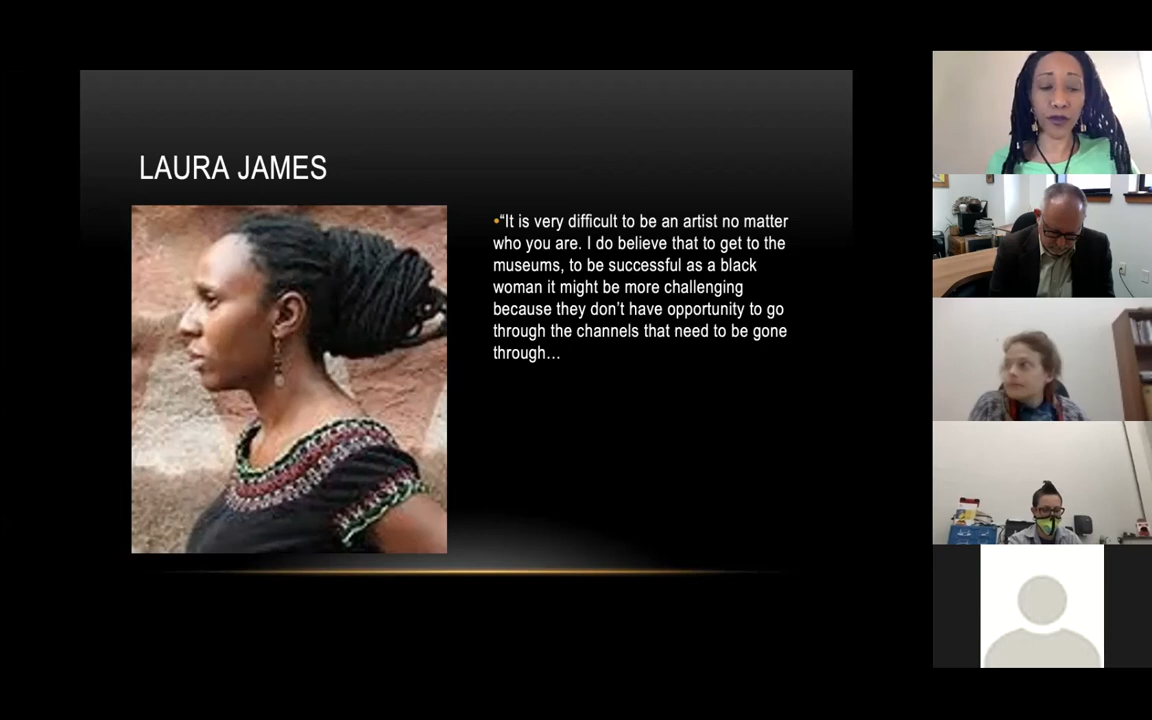 LAURA JAMES
•“It is very difficult to be an artist no matter
who you are. I do believe that to get to the
museums, to be successful as a black
woman it might be more challenging
because they don’t have opportunity to go
through the channels that need to be gone
through…